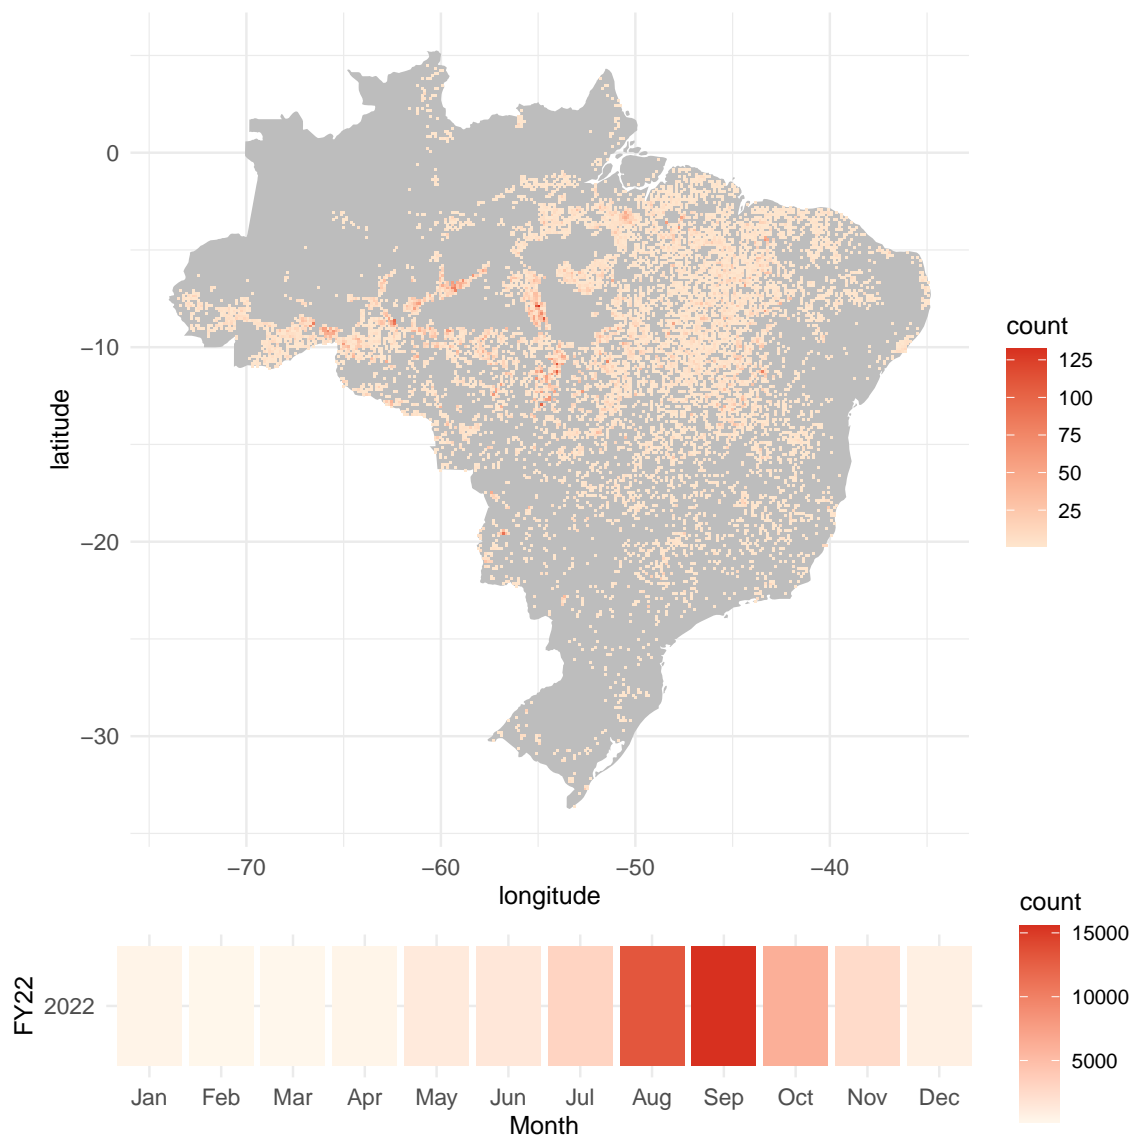 0
−10
−20
−30
latitude
−70
−60
−50
−40
longitude
count
125
100
75
50
25
FY22
2022
Jan Feb Mar Apr May Jun Jul Aug Sep Oct Nov Dec
Month
count
15000
10000
5000